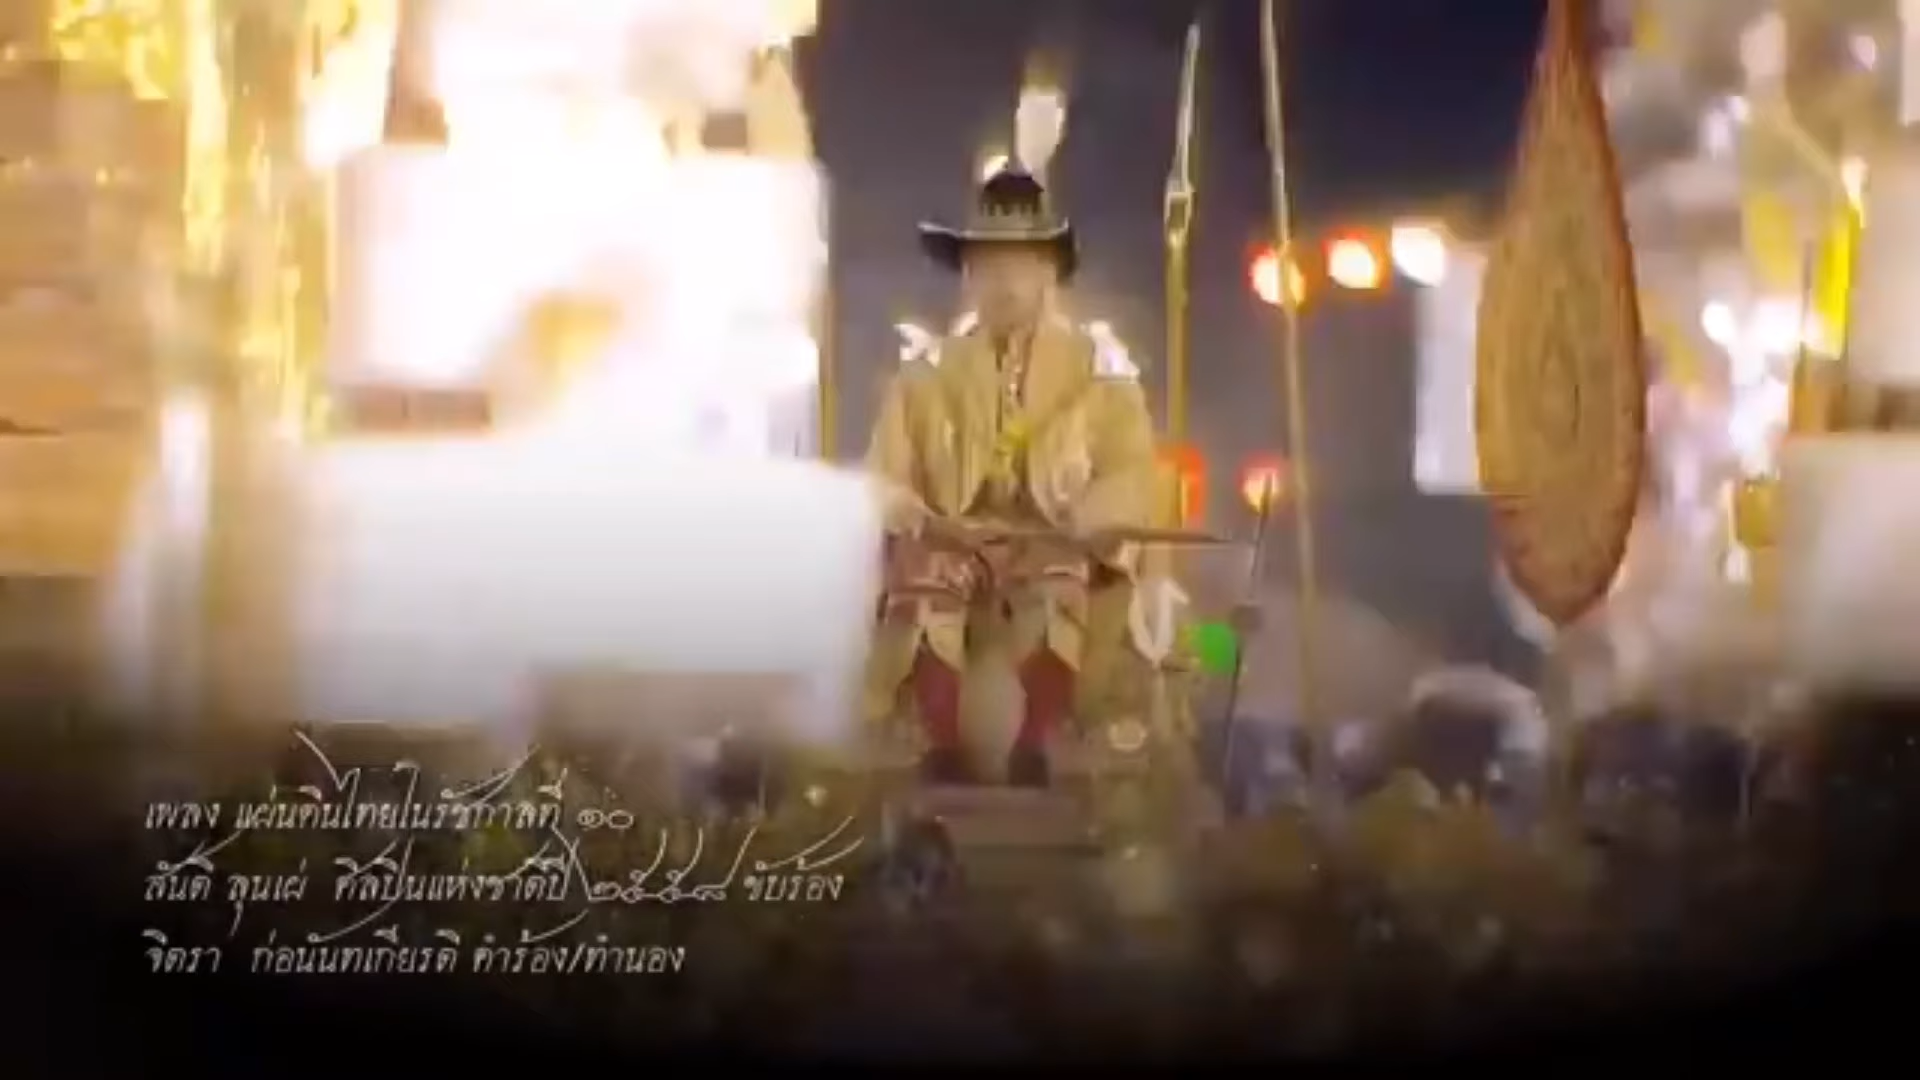 เพลง แผ่นดินไทยในรัชกาลที่ ๑๐
สันติ ลุนเผ่ ศิลปินแห่งชาติปี ๒๕๕๘ ขับร้อง
จิตรา ก่อนันทเกียรติ คำร้อง/ทำนอง